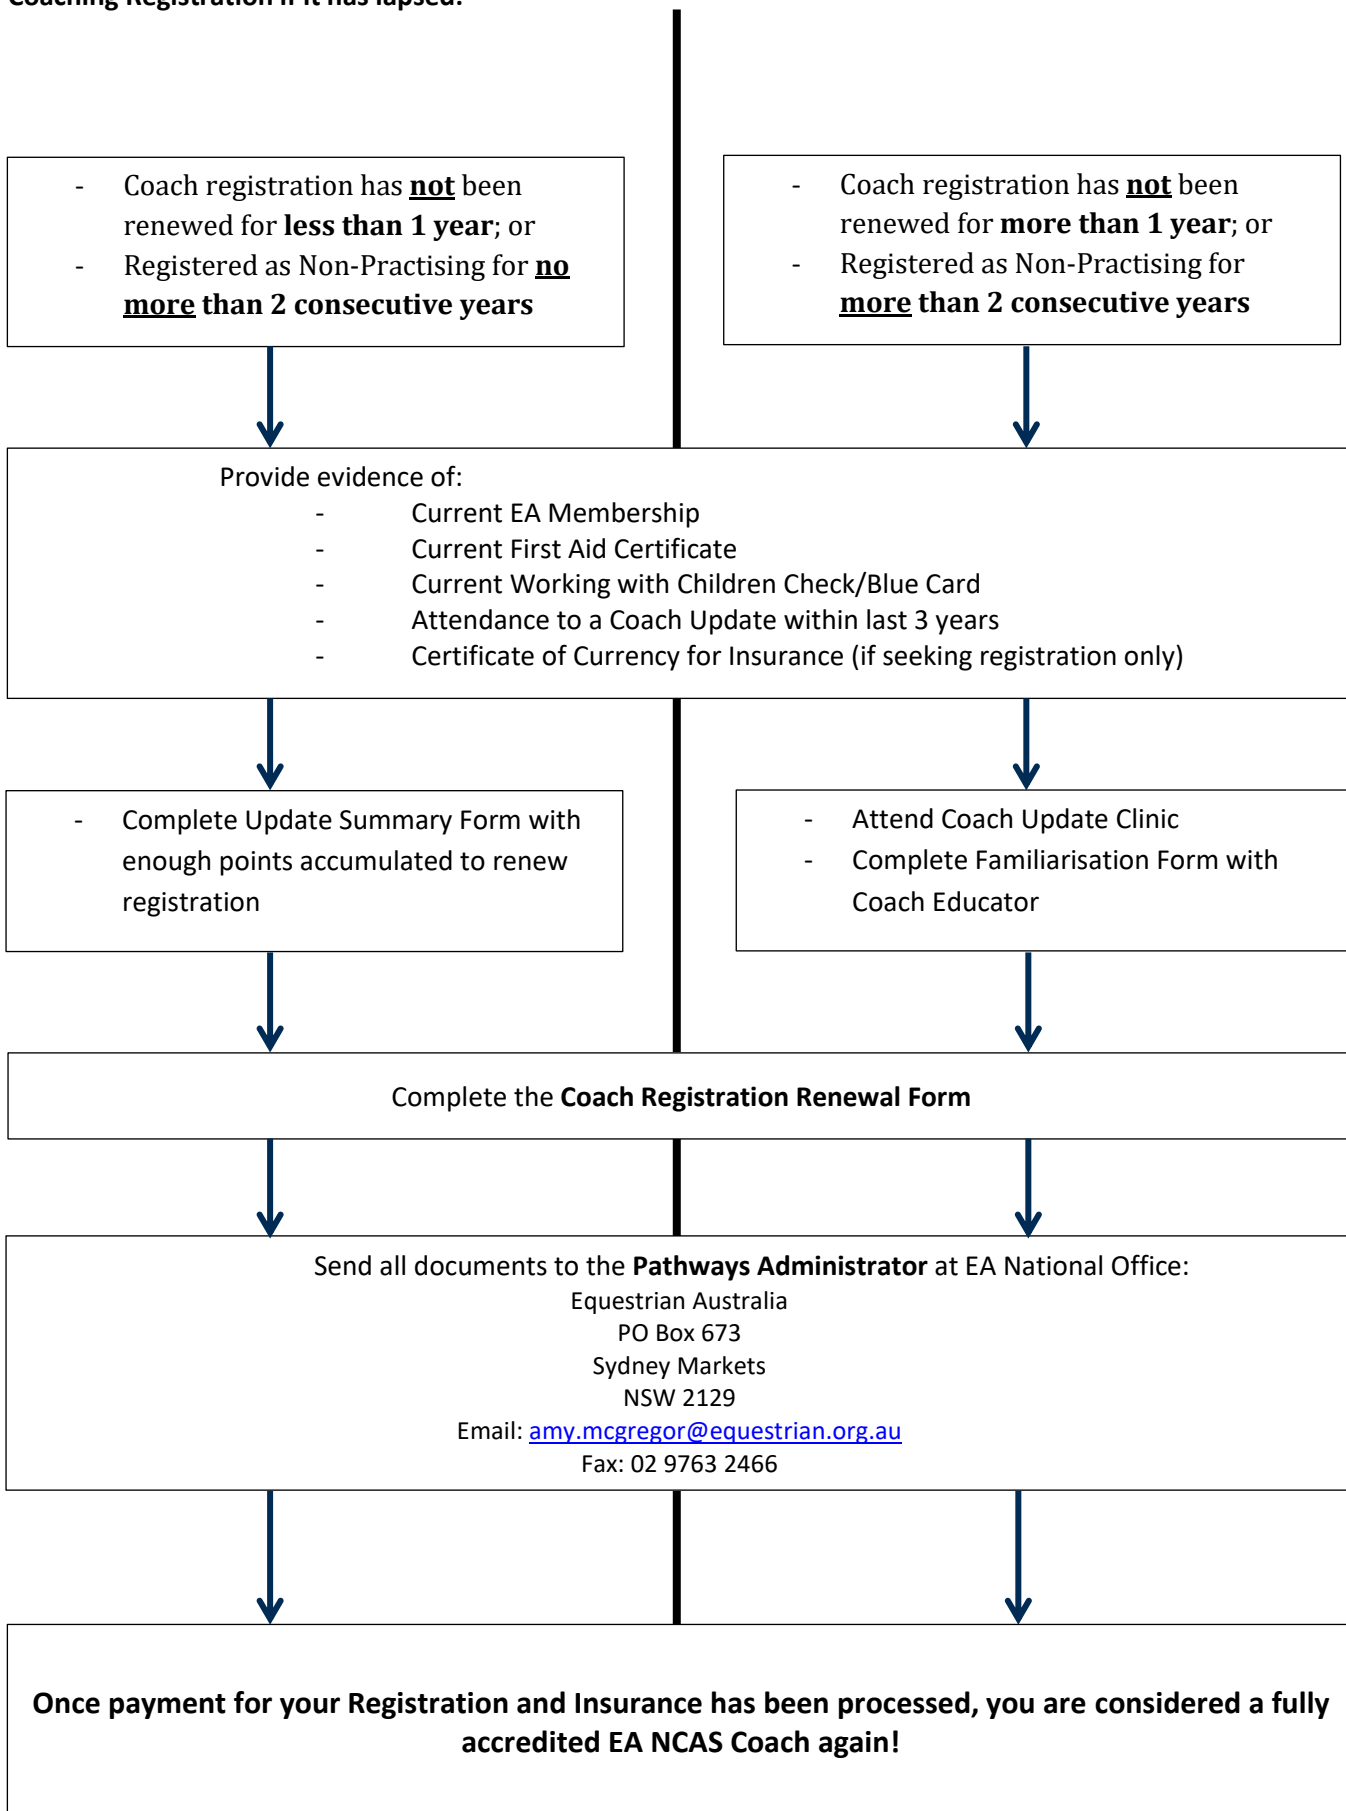 Coaching Registration if it has lapsed:
- Coach registration has not been
renewed for less than 1 year; or
- Registered as Non-Practising for no
more than 2 consecutive years
- Coach registration has not been
renewed for more than 1 year; or
- Registered as Non-Practising for
more than 2 consecutive years
Provide evidence of:
- Current EA Membership
- Current First Aid Certificate
- Current Working with Children Check/Blue Card
- Attendance to a Coach Update within last 3 years
- Certificate of Currency for Insurance (if seeking registration only)
- Complete Update Summary Form with
enough points accumulated to renew
registration
- Attend Coach Update Clinic
- Complete Familiarisation Form with
Coach Educator
Complete the Coach Registration Renewal Form
Send all documents to the Pathways Administrator at EA National Office:
Equestrian Australia
PO Box 673
Sydney Markets
NSW 2129
Email: amy.mcgregor@equestrian.org.au
Fax: 02 9763 2466
Once payment for your Registration and Insurance has been processed, you are considered a fully
accredited EA NCAS Coach again!